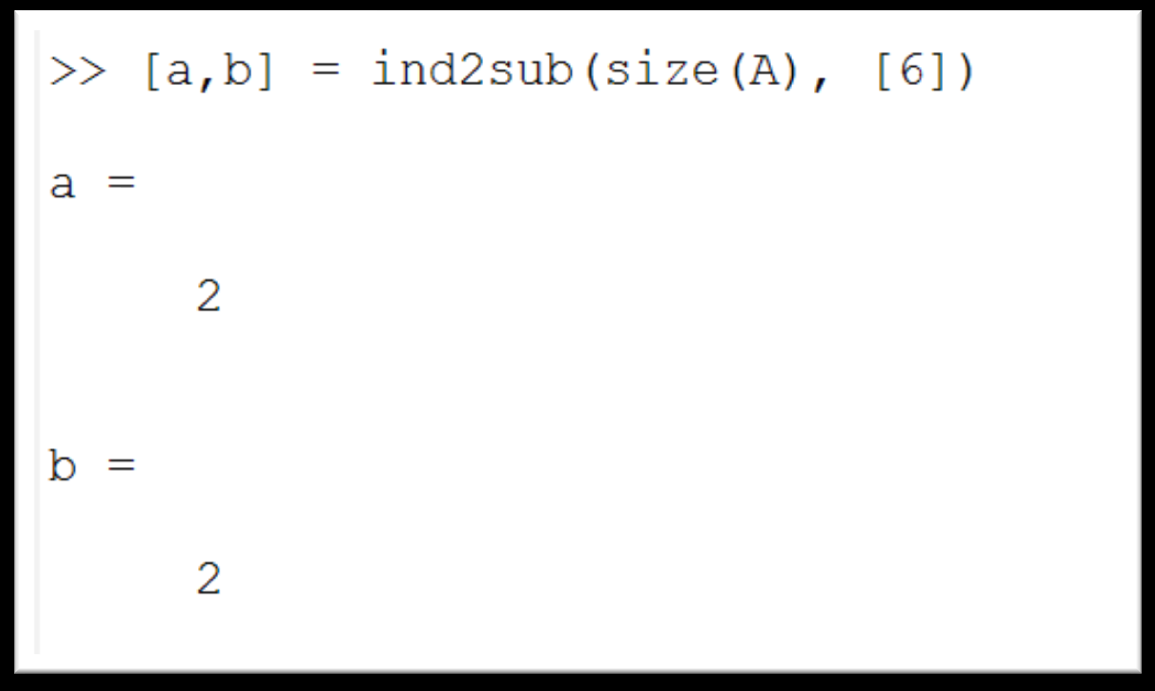 >> [a,b] = ind2sub(size(A), [6])
a =
2
b =
2